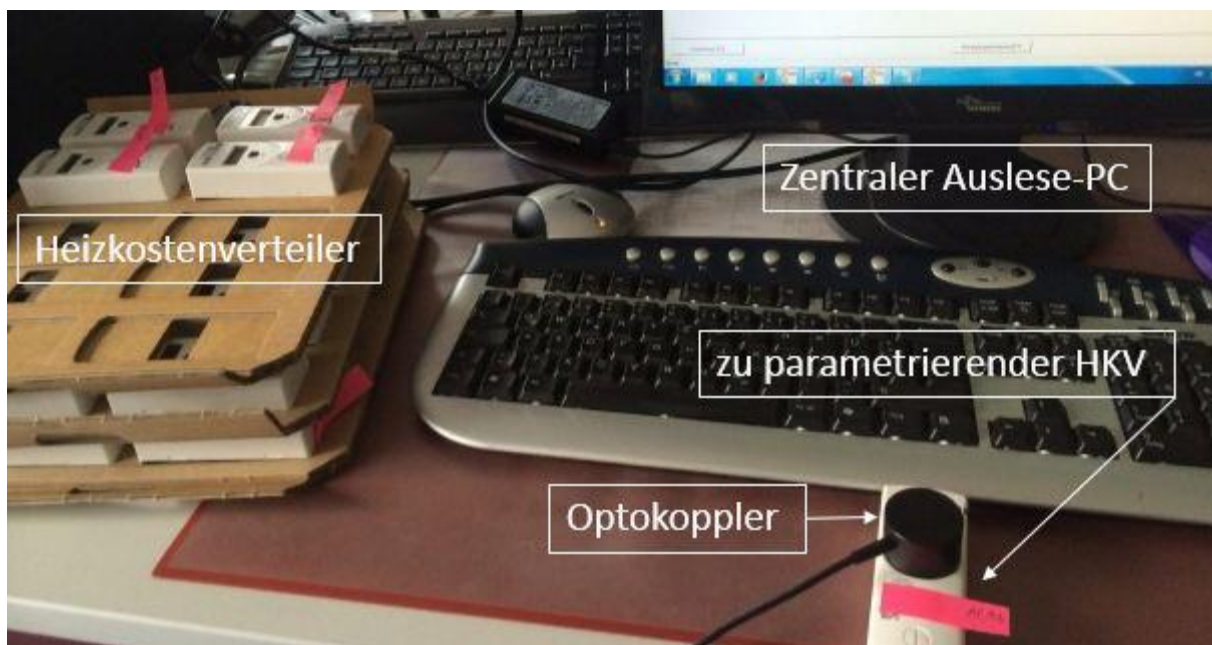 Zentraler Auslese-PC
Heizkostenverteiler
zu parametrierender HKV
Optokoppler